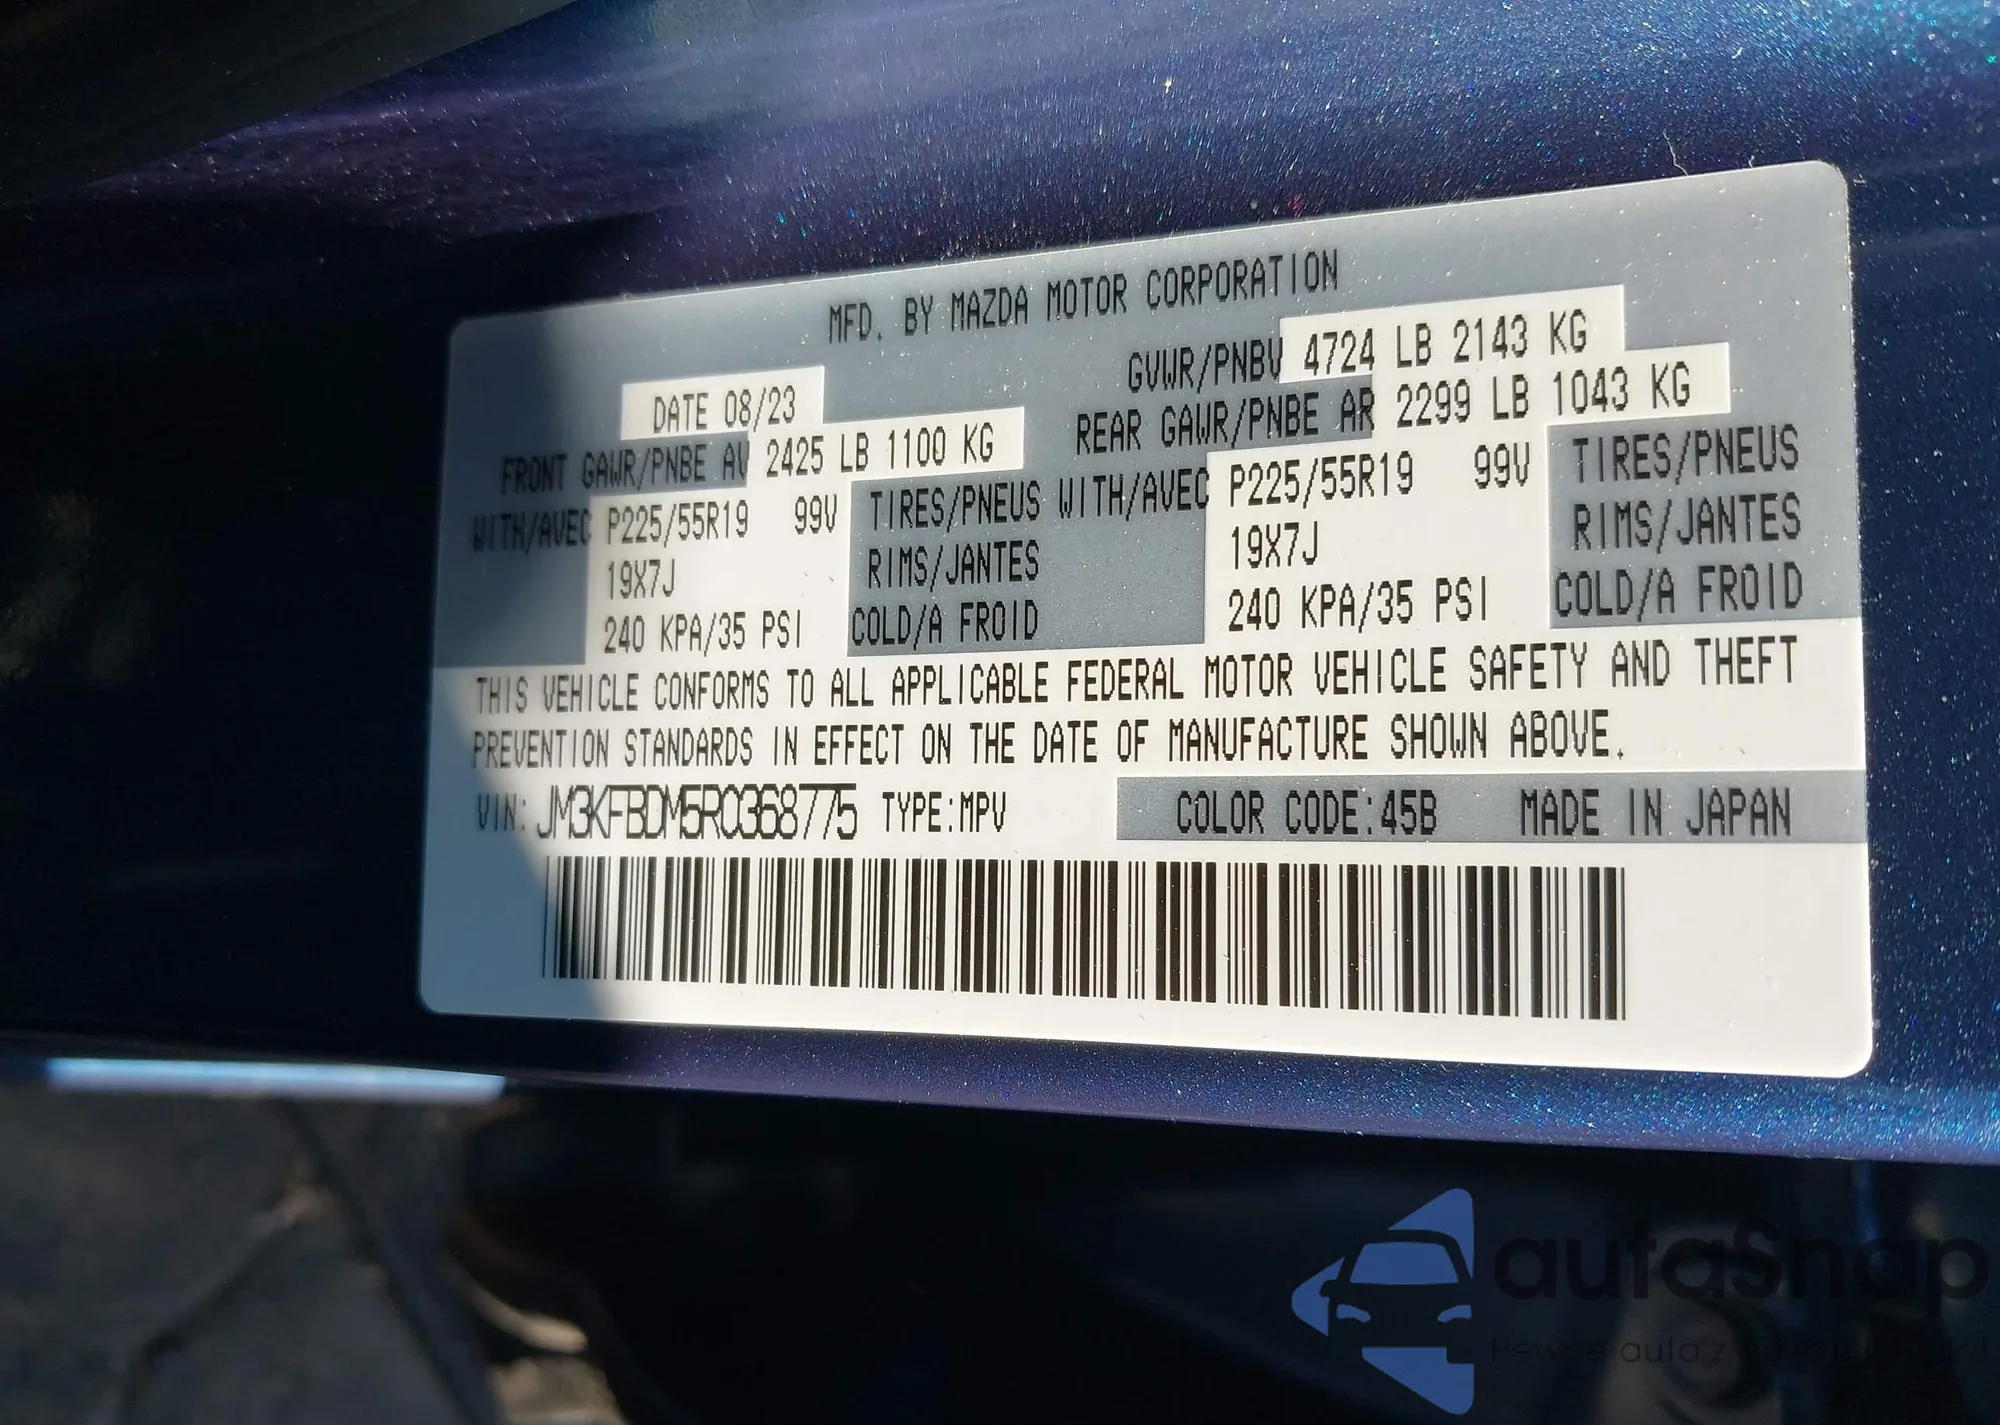 MFD. BY MAZDA MOTOR CORPORATION
DATE 08/23 GVWR/PNBV 4724 LB 2143 KG
FRONT GAWR/PNBE AV 2425 LB 1100 KG REAR GAWR/PNBE AR 2299 LB 1043 KG
WITH/AVEC P225/55R19 99V TIRES/PNEUS WITH/AVEC P225/55R19 99V TIRES/PNEUS
19X7J RIMS/JANTES 19X7J RIMS/JANTES
240 KPA/35 PSI COLD/A FROID 240 KPA/35 PSI COLD/A FROID
THIS VEHICLE CONFORMS TO ALL APPLICABLE FEDERAL MOTOR VEHICLE SAFETY AND THEFT
PREVENTION STANDARDS IN EFFECT ON THE DATE OF MANUFACTURE SHOWN ABOVE.
VIN: JM3KFBDM5R0368775 TYPE:MPV COLOR CODE:45B MADE IN JAPAN
autaSnap
auta z